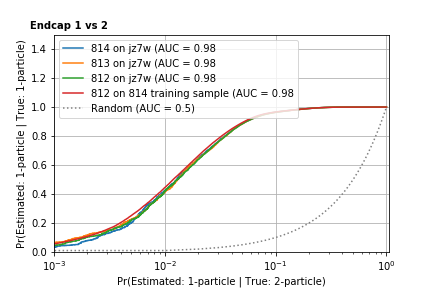 Endcap 1 vs 2
Pr(Estimated: 1-particle | True: 1-particle)
1.4
1.2
1.0
0.8
0.6
0.4
0.2
0.0
814 on jz7w (AUC = 0.98
813 on jz7w (AUC = 0.98
812 on jz7w (AUC = 0.98
812 on 814 training sample (AUC = 0.98
Random (AUC = 0.5)
10⁻³
10⁻²
10⁻¹
10⁰
Pr(Estimated: 1-particle | True: 2-particle)